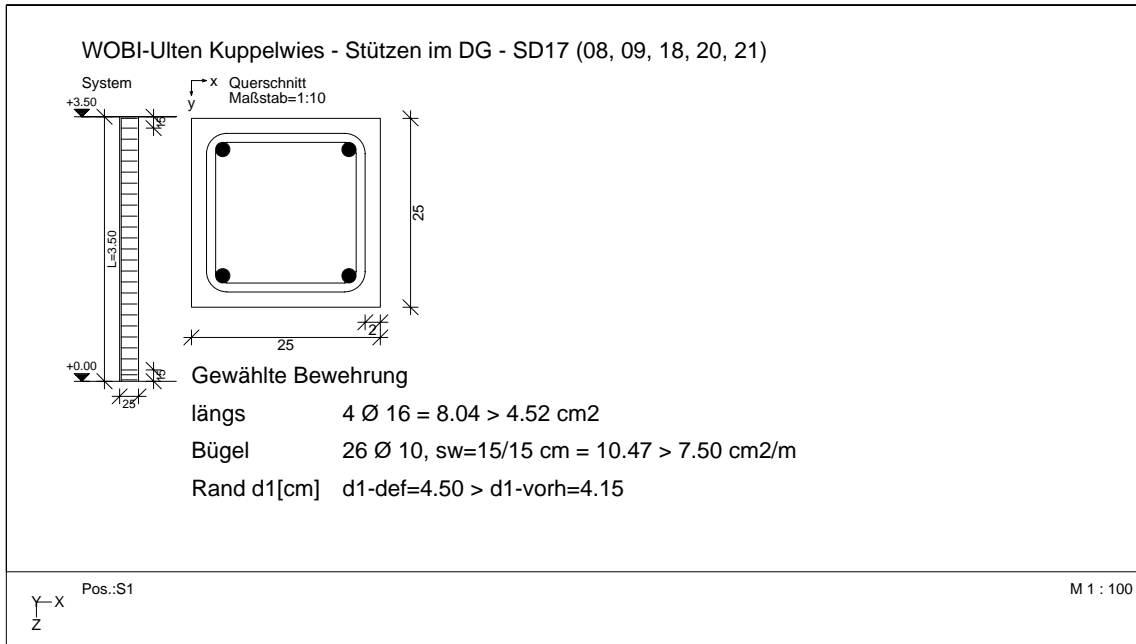 WOBI-Ulten Kuppelwies - Stützen im DG - SD17 (08, 09, 18, 20, 21)
System
x
y
Querschnitt
Maßstab=1:10
+3.50
15
L=3.50
25
2
25
+0.00
15
25
Gewählte Bewehrung
längs 4 Ø 16 = 8.04 > 4.52 cm2
Bügel 26 Ø 10, sw=15/15 cm = 10.47 > 7.50 cm2/m
Rand d1[cm] d1-def=4.50 > d1-vorh=4.15
Pos.:S1
M 1 : 100
Y X
Z